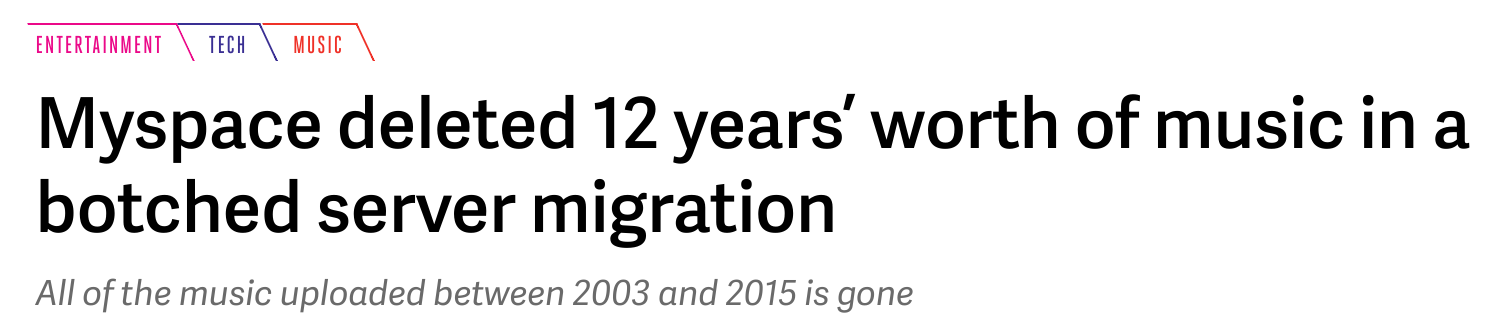 ENTERTAINMENT TECH MUSIC
Myspace deleted 12 years’ worth of music in a
botched server migration
All of the music uploaded between 2003 and 2015 is gone